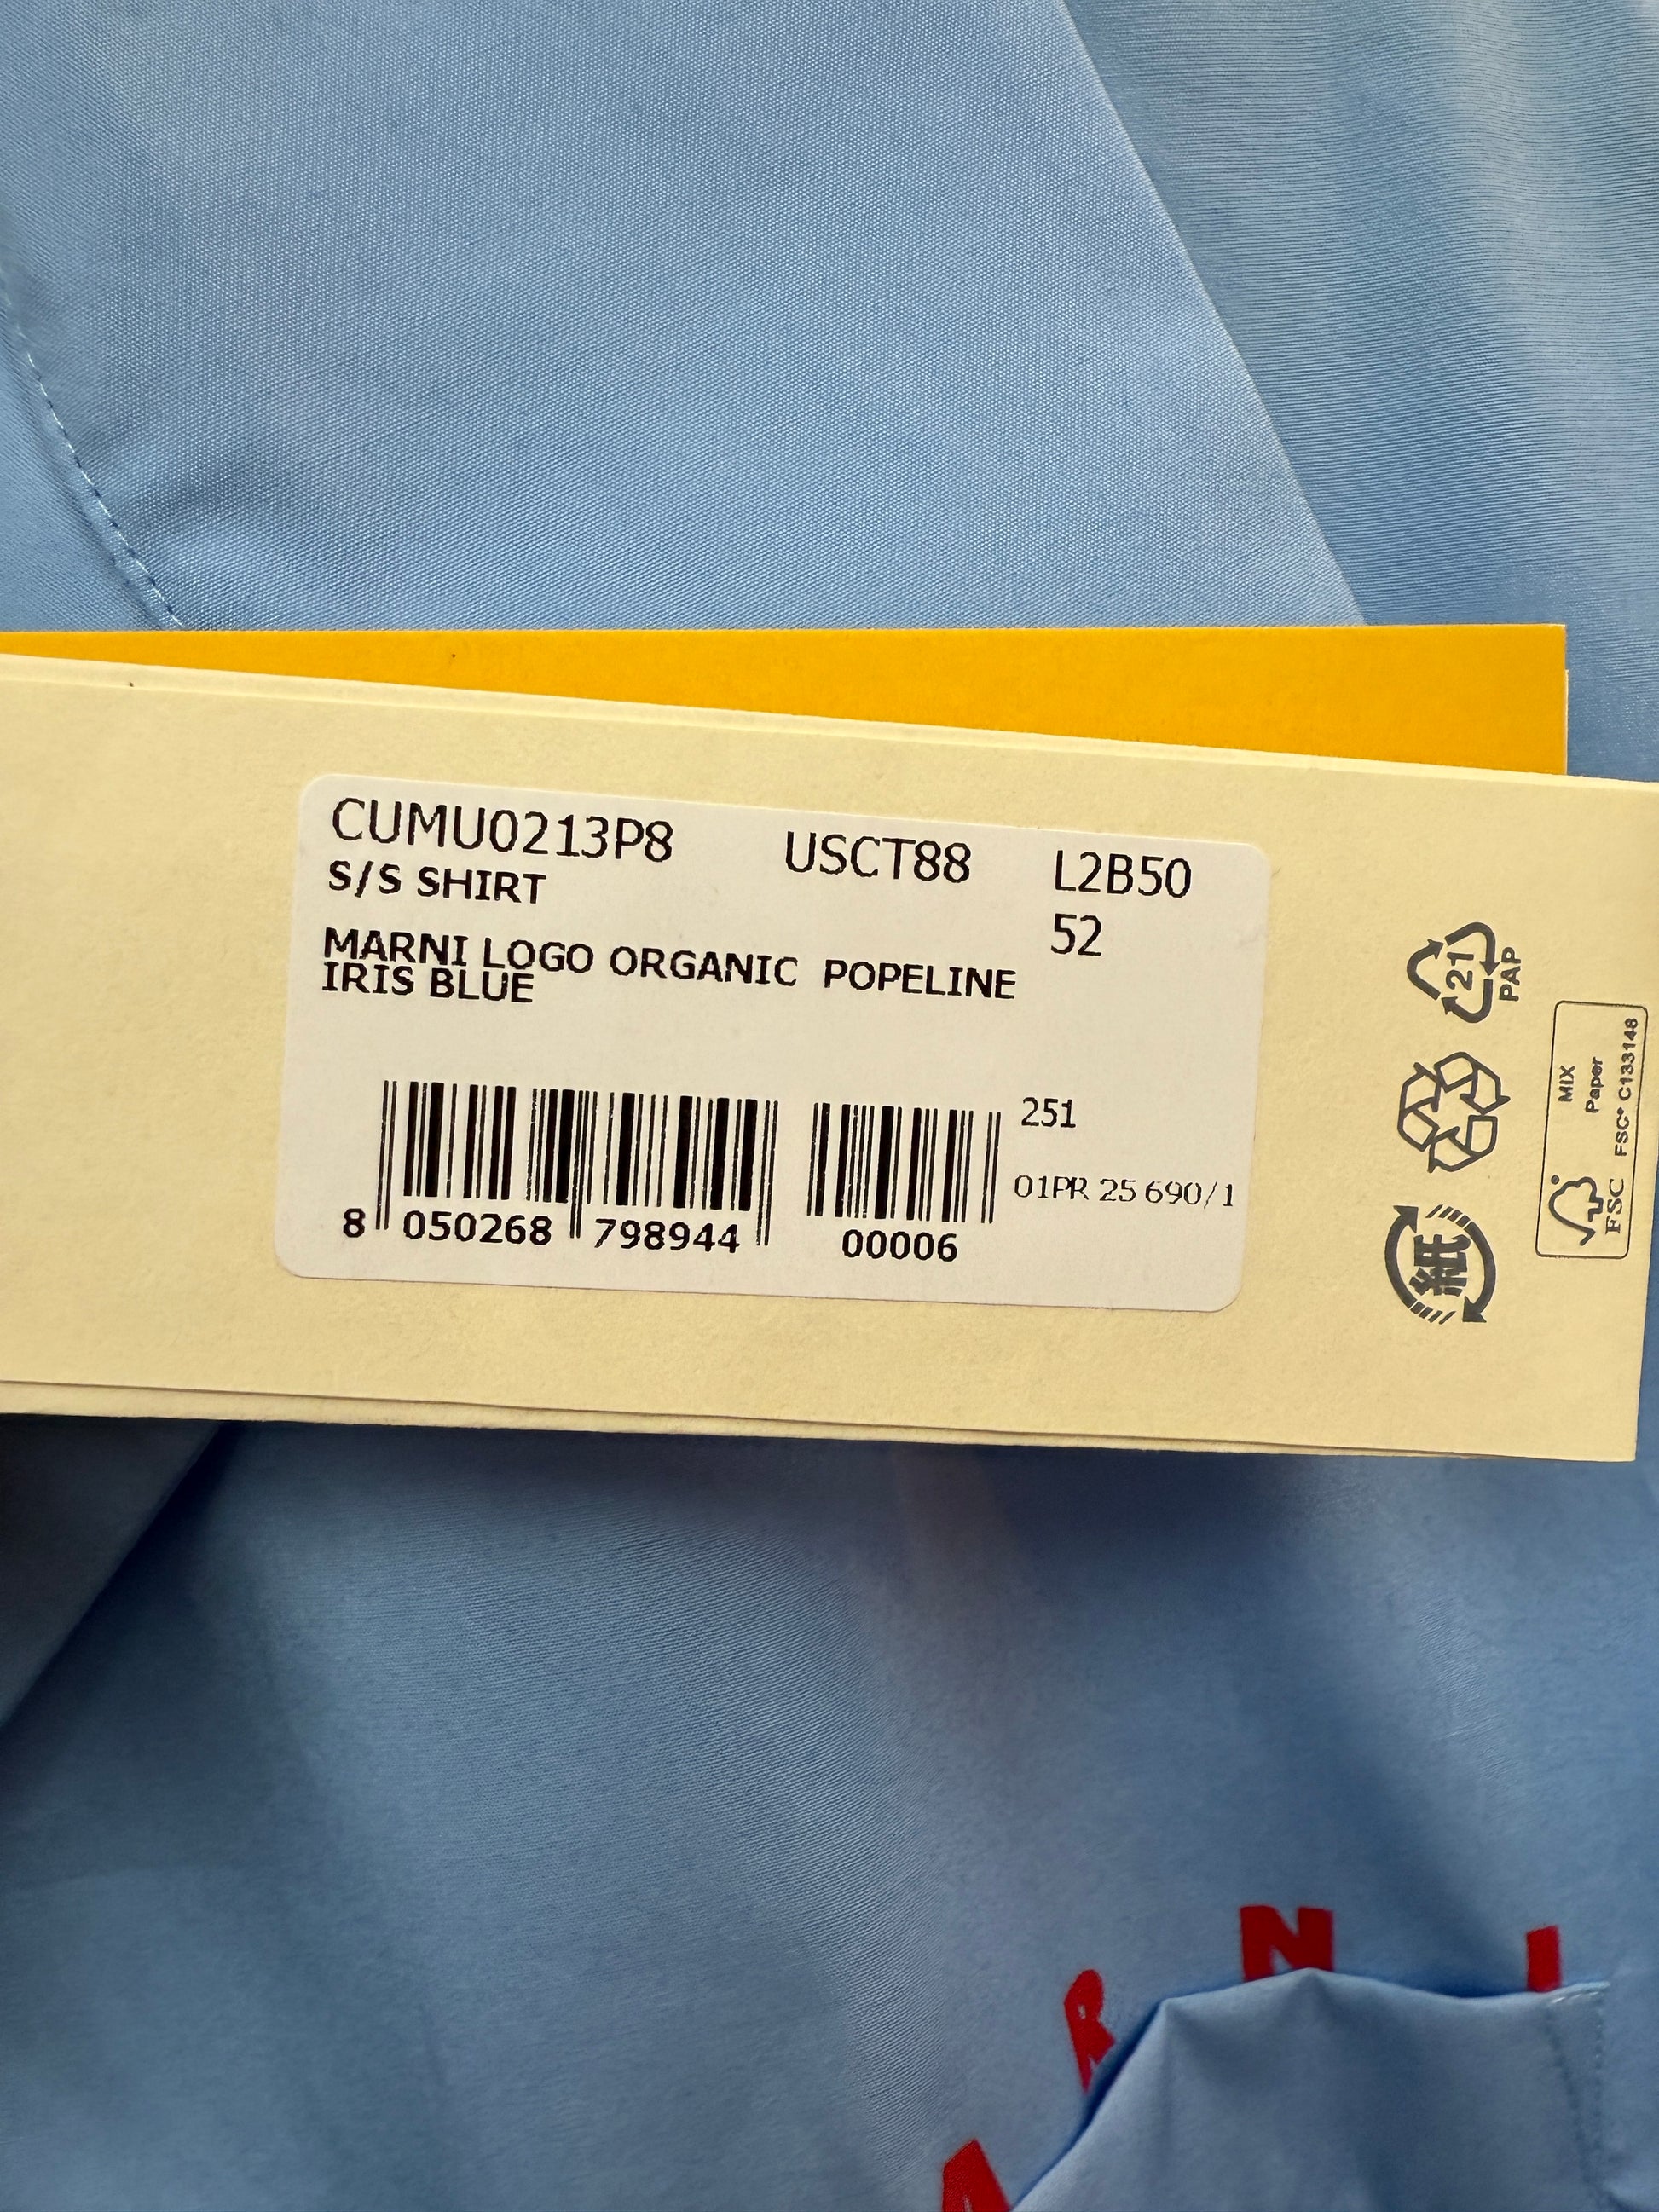 CUMU0213P8 USCT88 L2B50
S/S SHIRT 52
MARNI LOGO ORGANIC POPELINE
IRIS BLUE
251
01PR 25 690/1
8 050268 798944 00006
21
PAP
紙
MIX
Paper
FSC® C133148
FSC
A R N I